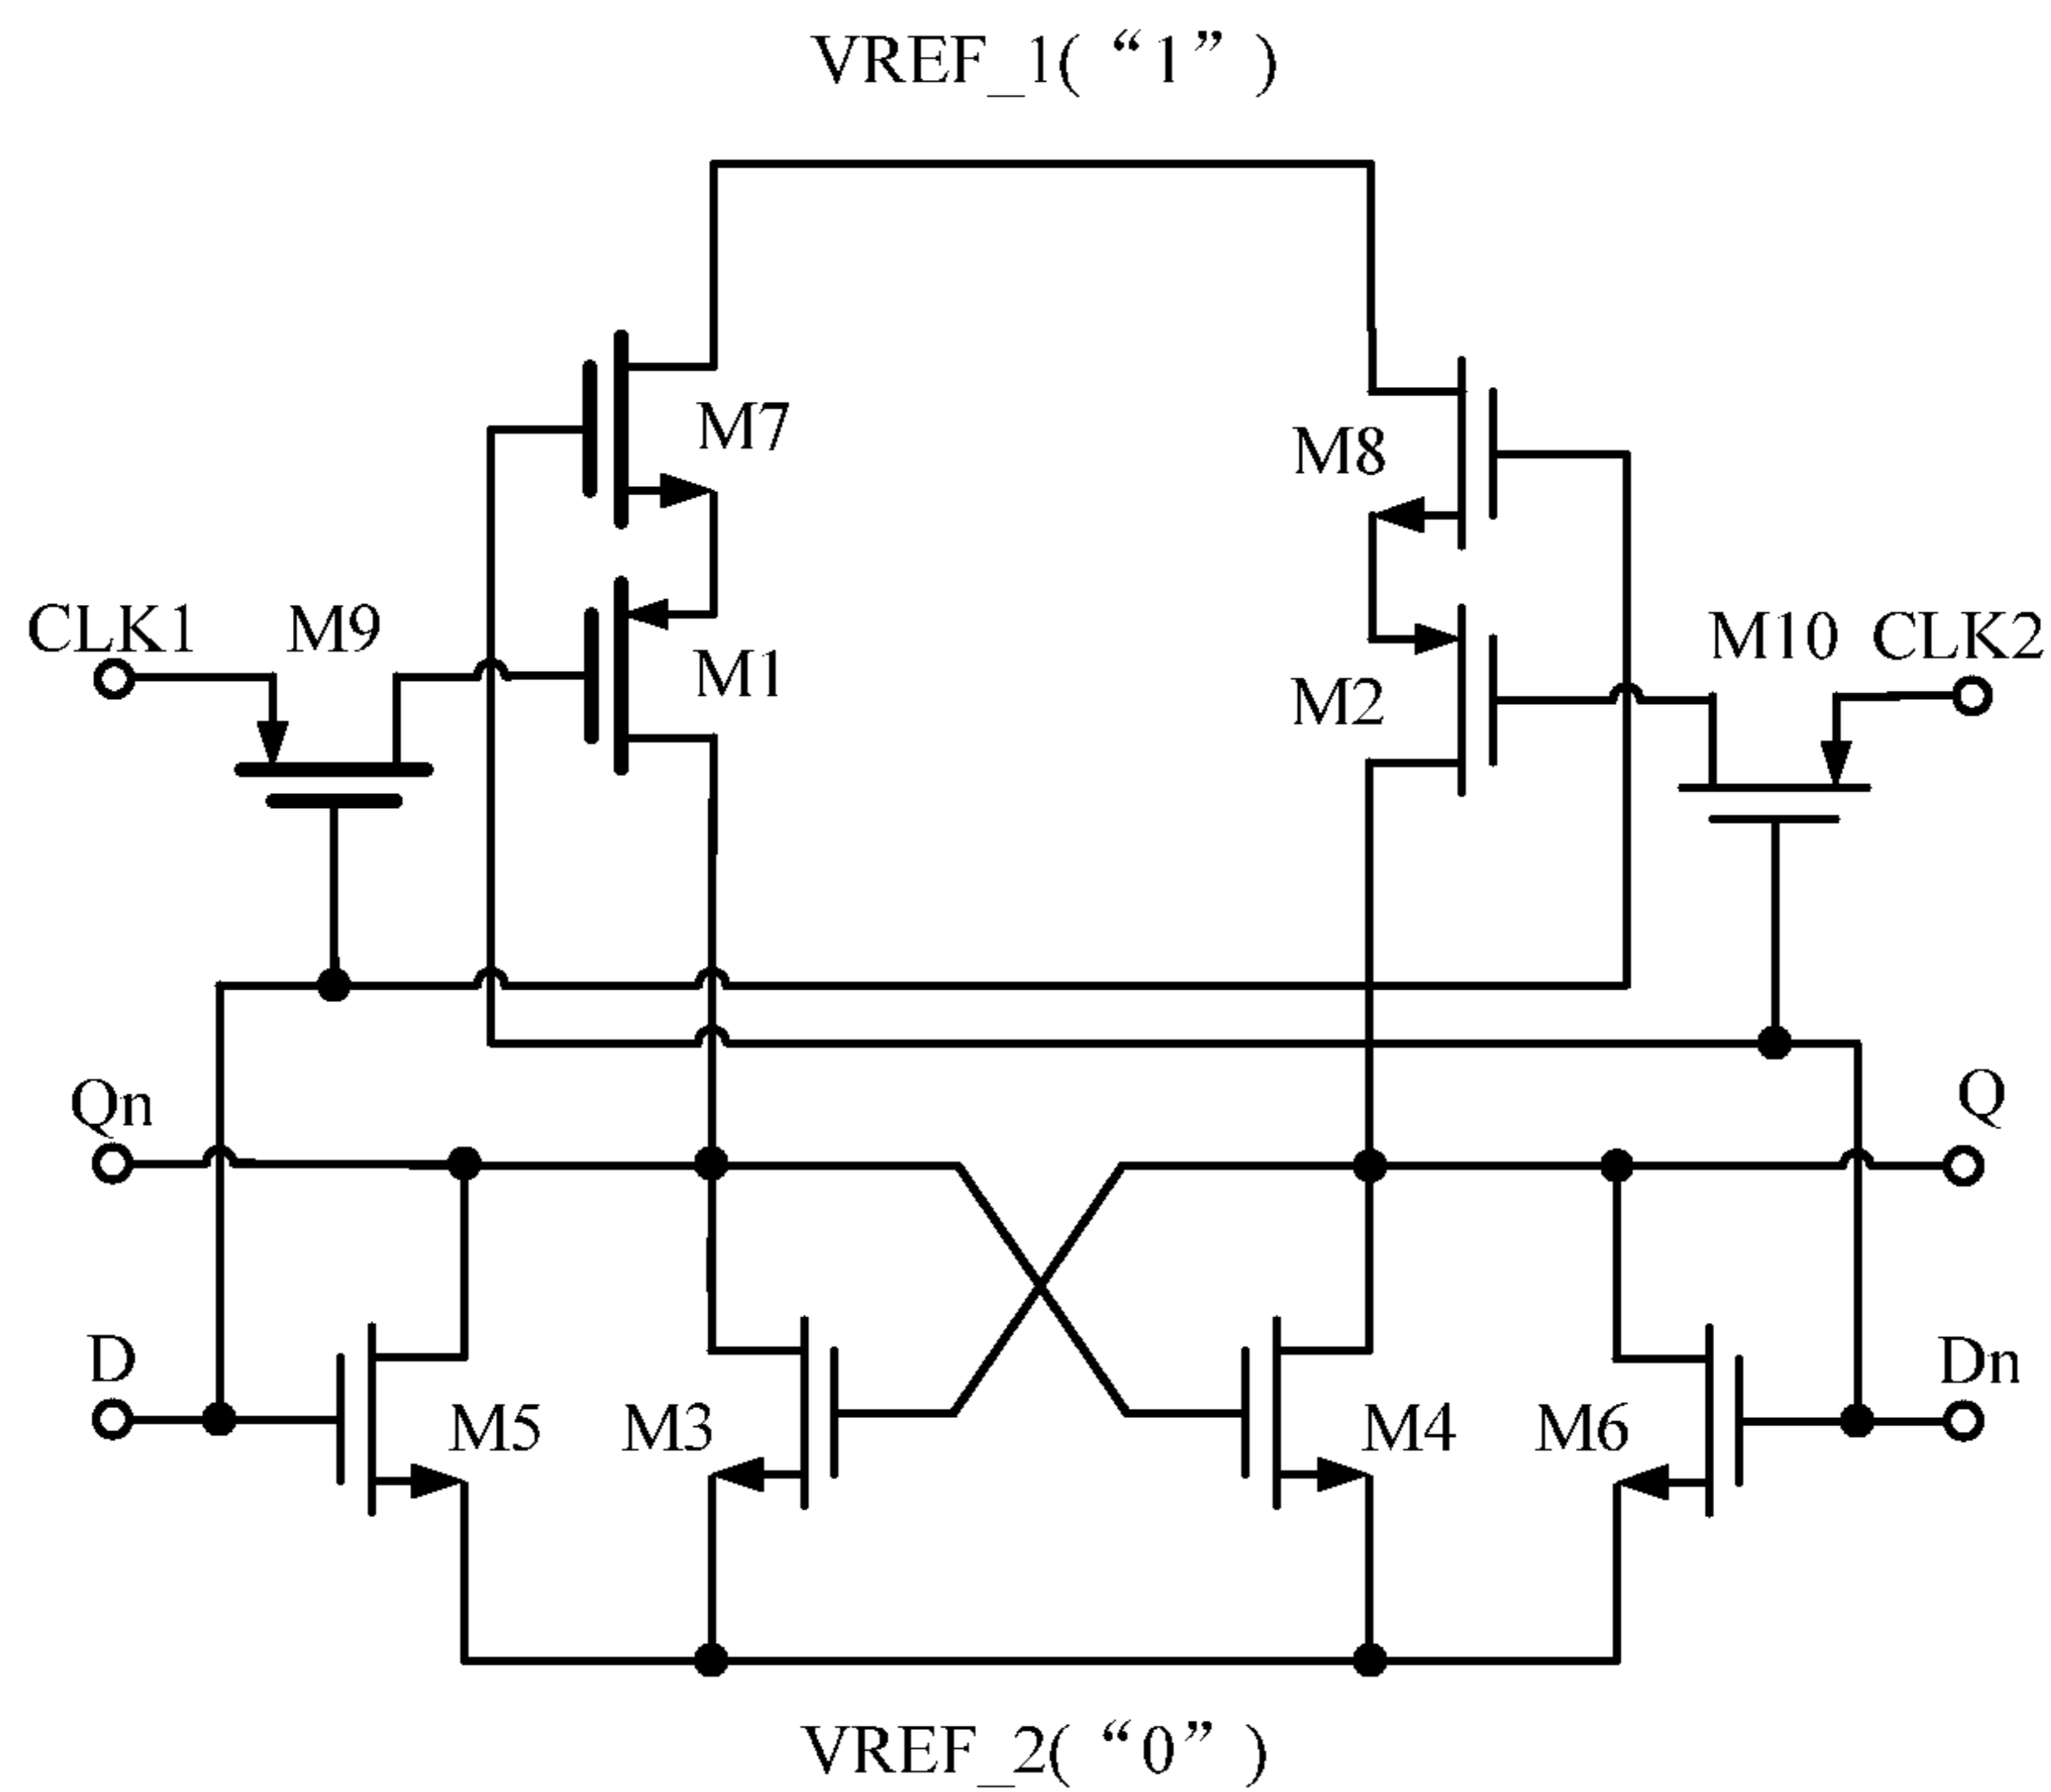 VREF_1(“1”)
M7
M8
CLK1
M9
M10
CLK2
M1
M2
Qn
Q
D
Dn
M5
M3
M4
M6
VREF_2(“0”)